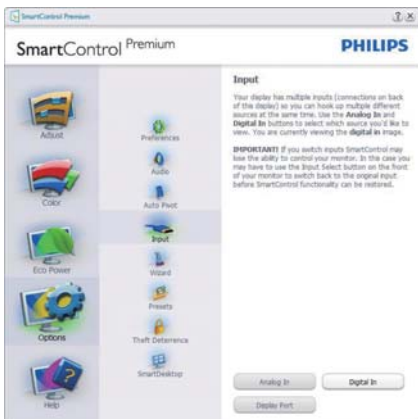 SmartControl Premium
SmartControl Premium
PHILIPS
Adjust
Color
Eco Power
Options
Help
Preferences
Audio
Auto Pivot
Input
Wizard
Presets
Theft Deterrence
SmartDesktop
Input
Your display has multiple inputs (connections on back
of the display) so you can hook up multiple different
sources at the same time. Use the Analog In and
Digital In buttons to select which source you'd like to
view. You are currently viewing the digital in image.
IMPORTANT! If you switch inputs SmartControl may
lose the ability to control your monitor. In this case you
may have to use the Input Select button on the front
of your monitor to switch back to the original input
before SmartControl functionality can be restored.
Analog In
Digital In
Display Port